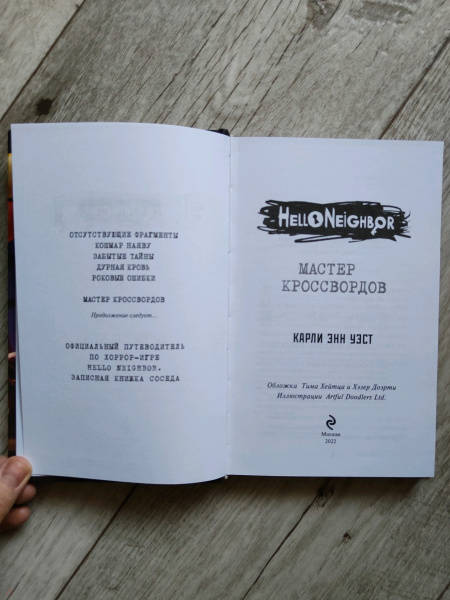 ОТСУТСТВУЮЩИЕ ФРАГМЕНТЫ
КОШМАР НАЯВУ
ЗАБЫТЫЕ ТАЙНЫ
ДУРНАЯ КРОВЬ
РОКОВЫЕ ОШИБКИ
МАСТЕР КРОССВОРДОВ
Продолжение следует...
ОФИЦИАЛЬНЫЙ ПУТЕВОДИТЕЛЬ
ПО ХОРРОР-ИГРЕ
HELLO NEIGHBOR.
ЗАПИСНАЯ КНИЖКА СОСЕДА
HELLO NEIGHBOR
МАСТЕР
КРОССВОРДОВ
КАРЛИ ЭНН УЭСТ
Обложка Тима Хейтца и Хэзер Доэрти
Иллюстрации Artful Doodlers Ltd.
Москва
2022